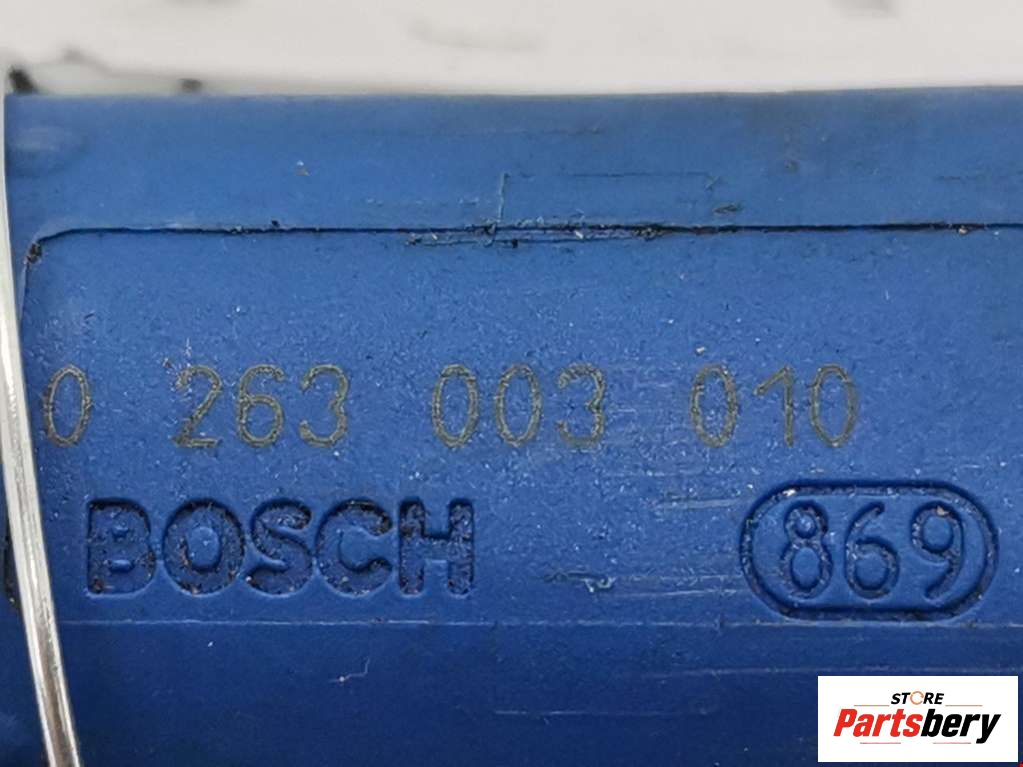 0 263 003 010
BOSCH 869
STORE
Partsbery